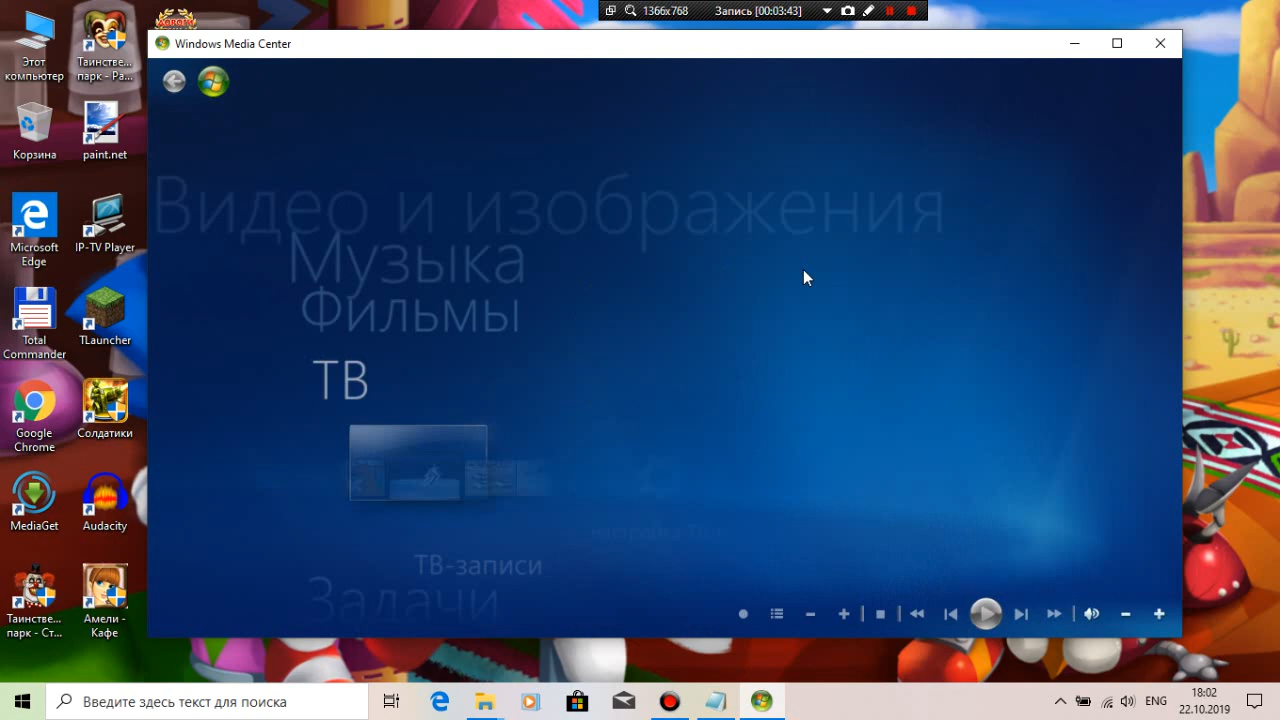 1366x768
Запись [00:03:43]
Windows Media Center
Этот
компьютер
Таинстве...
парк - Ра...
Корзина
paint.net
Microsoft
Edge
IP-TV Player
Total
Commander
TLauncher
Google
Chrome
Солдатики
MediaGet
Audacity
Таинстве...
парк - Ст...
Амели -
Кафе
Видео и изображения
Музыка
Фильмы
ТВ
ТВ-записи
Задачи
Введите здесь текст для поиска
ENG
18:02
22.10.2019